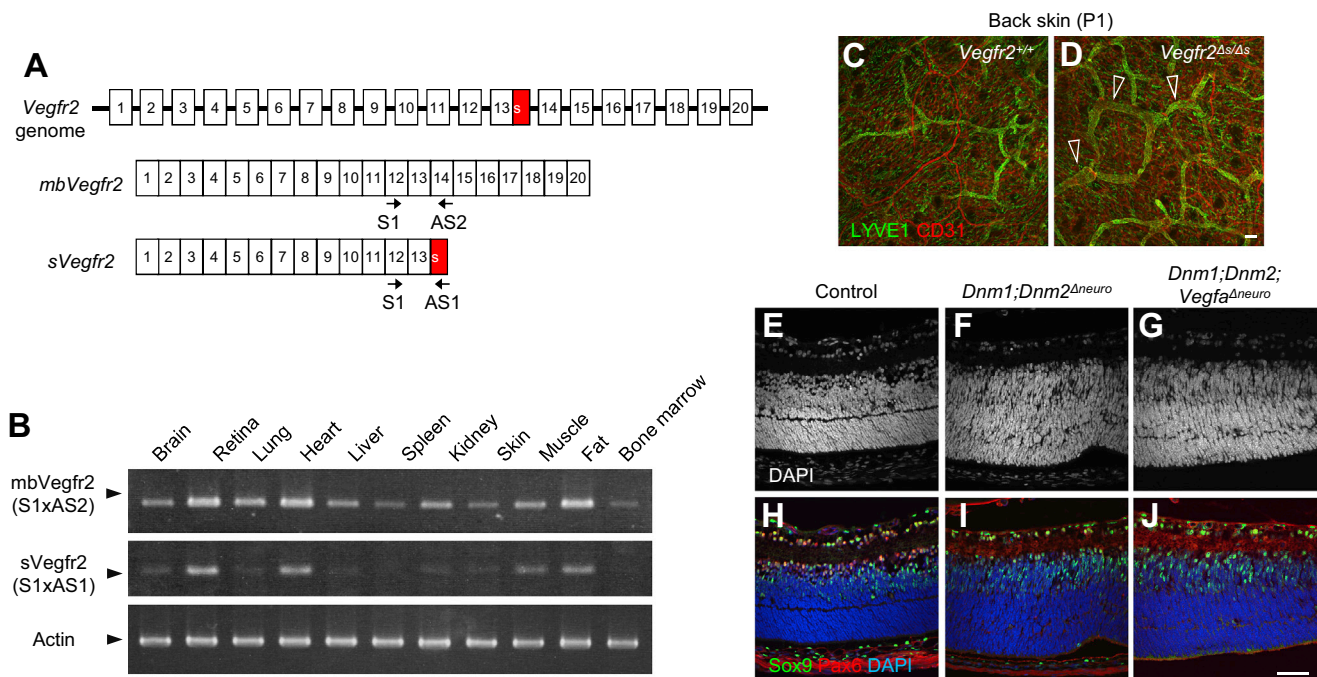 A
Vegfr2 genome
1 2 3 4 5 6 7 8 9 10 11 12 13 s 14 15 16 17 18 19 20
mbVegfr2
1 2 3 4 5 6 7 8 9 10 11 12 13 14 15 16 17 18 19 20
S1 AS2
sVegfr2
1 2 3 4 5 6 7 8 9 10 11 12 13 s
S1 AS1
B
Brain Retina Lung Heart Liver Spleen Kidney Skin Muscle Fat Bone marrow
mbVegfr2
(S1xAS2)
sVegfr2
(S1xAS1)
Actin
Back skin (P1)
C Vegfr2+/+
D Vegfr2Δs/Δs
LYVE1 CD31
Control
Dnm1;Dnm2Δneuro
Dnm1;Dnm2;
VegfaΔneuro
E F G
DAPI
H I J
Sox9 Pax6 DAPI